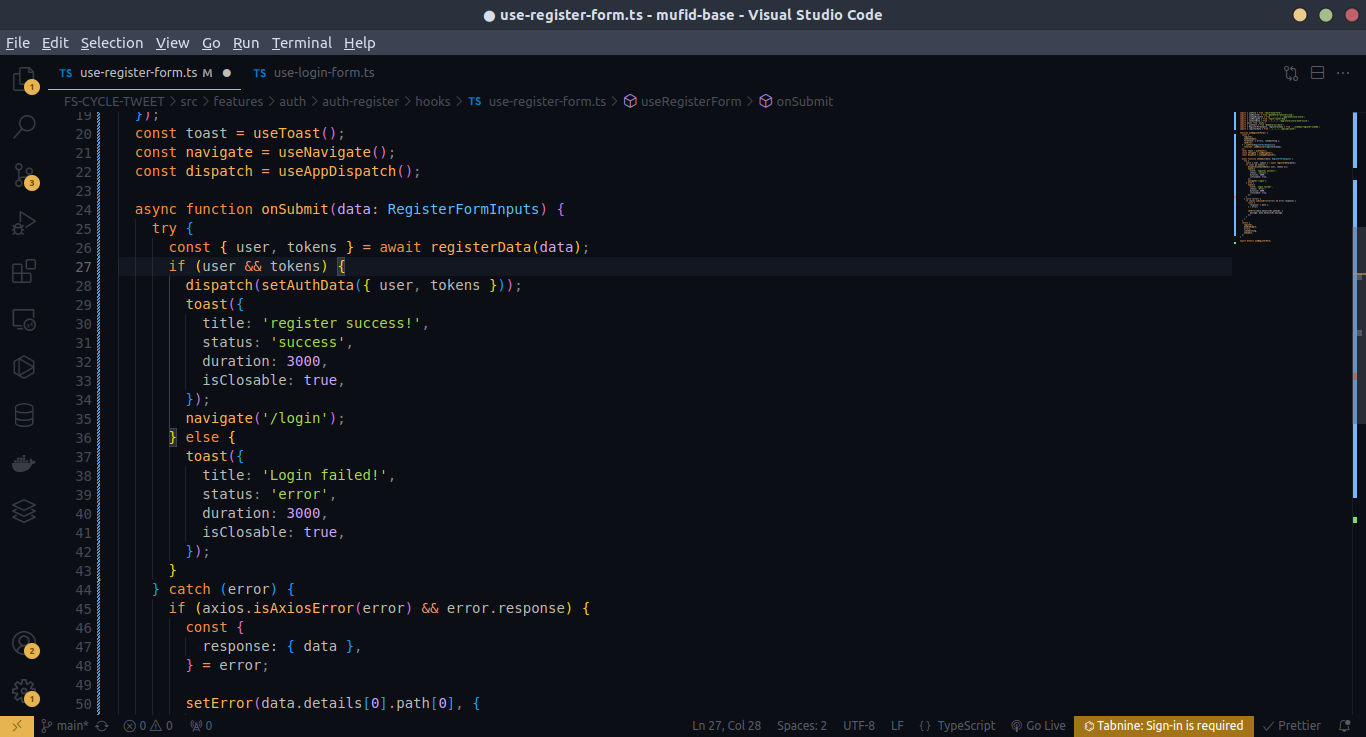 use-register-form.ts - mufid-base - Visual Studio Code
File Edit Selection View Go Run Terminal Help
TS use-register-form.ts M
TS use-login-form.ts
FS-CYCLE-TWEET > src > features > auth > auth-register > hooks > TS use-register-form.ts > useRegisterForm > onSubmit
19 });
20 const toast = useToast();
21 const navigate = useNavigate();
22 const dispatch = useAppDispatch();
23
24 async function onSubmit(data: RegisterFormInputs) {
25 try {
26 const { user, tokens } = await registerData(data);
27 if (user && tokens) {
28 dispatch(setAuthData({ user, tokens }));
29 toast({
30 title: 'register success!',
31 status: 'success',
32 duration: 3000,
33 isClosable: true,
34 });
35 navigate('/login');
36 } else {
37 toast({
38 title: 'Login failed!',
39 status: 'error',
40 duration: 3000,
41 isClosable: true,
42 });
43 }
44 } catch (error) {
45 if (axios.isAxiosError(error) && error.response) {
46 const {
47 response: { data },
48 } = error;
49
50 setError(data.details[0].path[0], {
1
3
2
1
main* 0 0 0 Ln 27, Col 28 Spaces: 2 UTF-8 LF { } TypeScript Go Live Tabnine: Sign-in is required Prettier